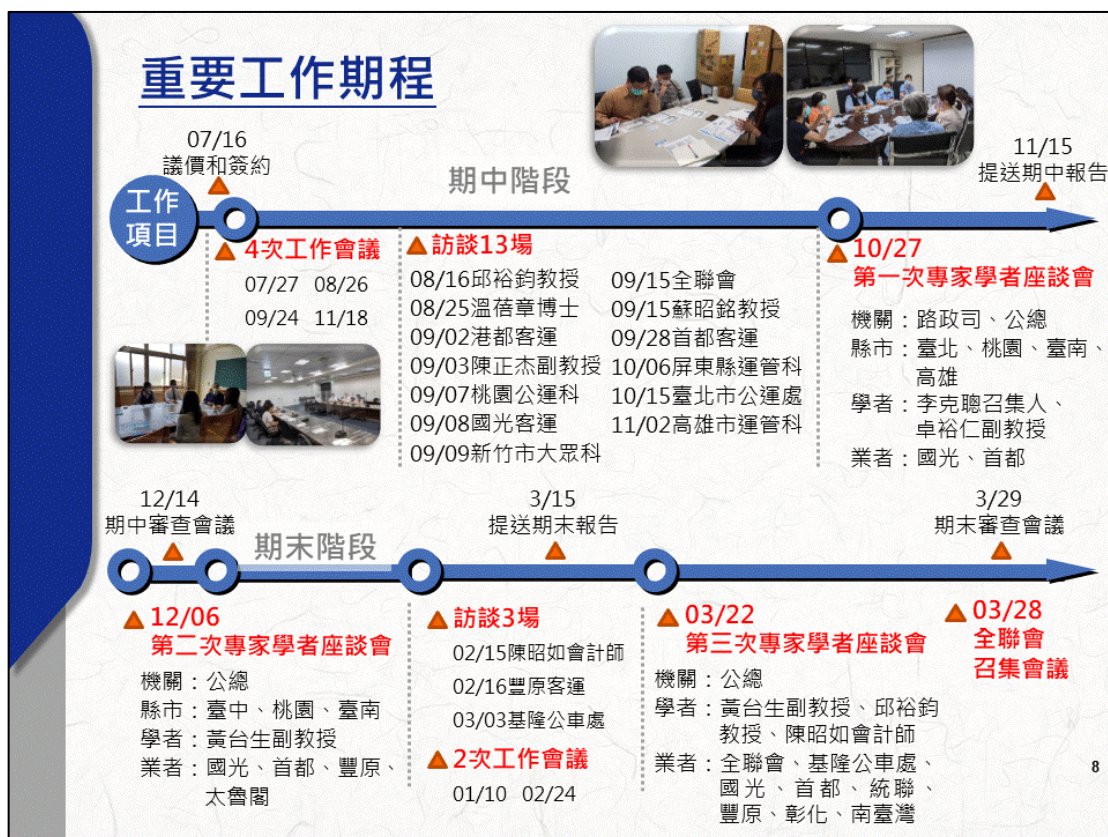 重要工作期程
07/16
議價和簽約
期中階段
11/15
提送期中報告
工作
項目
4次工作會議
07/27 08/26
09/24 11/18
訪談13場
08/16邱裕鈞教授
08/25溫蓓章博士
09/02港都客運
09/03陳正杰副教授
09/07桃園公運科
09/08國光客運
09/09新竹市大眾科
09/15全聯會
09/15蘇昭銘教授
09/28首都客運
10/06屏東縣運管科
10/15臺北市公運處
11/02高雄市運管科
10/27
第一次專家學者座談會
機關：路政司、公總
縣市：臺北、桃園、臺南、
高雄
學者：李克聰召集人、
卓裕仁副教授
業者：國光、首都
12/14
期中審查會議
期末階段
3/15
提送期末報告
3/29
期末審查會議
12/06
第二次專家學者座談會
機關：公總
縣市：臺中、桃園、臺南
學者：黃台生副教授
業者：國光、首都、豐原、
太魯閣
訪談3場
02/15陳昭如會計師
02/16豐原客運
03/03基隆公車處
2次工作會議
01/10 02/24
03/22
第三次專家學者座談會
機關：公總
學者：黃台生副教授、邱裕鈞
教授、陳昭如會計師
業者：全聯會、基隆公車處、
國光、首都、統聯、
豐原、彰化、南臺灣
03/28
全聯會
召集會議
8